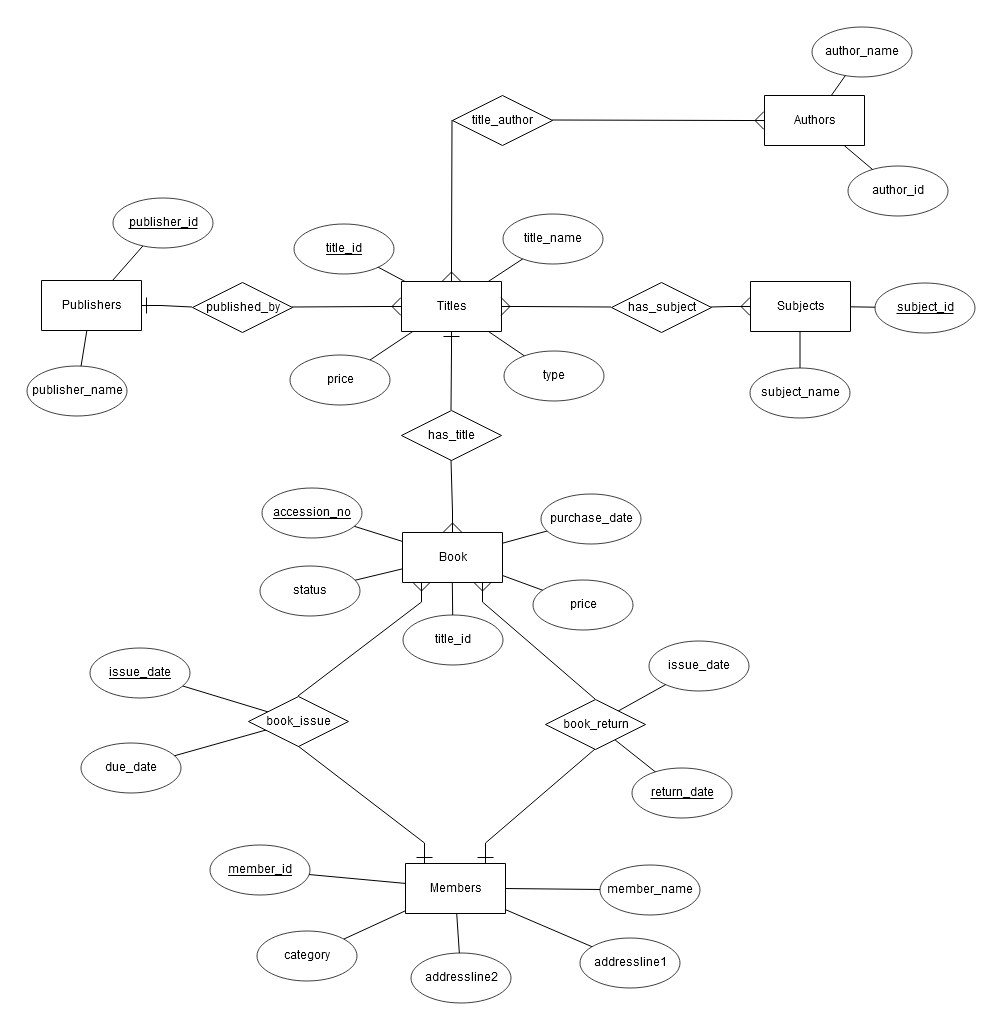 author_name
title_author
Authors
author_id
publisher_id
title_id
title_name
Publishers
published_by
Titles
has_subject
Subjects
subject_id
publisher_name
price
type
subject_name
has_title
accession_no
purchase_date
Book
status
price
title_id
issue_date
issue_date
book_issue
book_return
due_date
return_date
member_id
Members
member_name
category
addressline2
addressline1